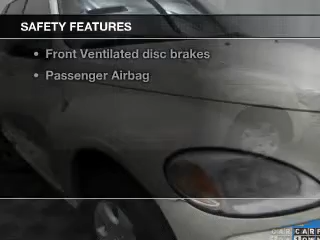 SAFETY FEATURES
• Front Ventilated disc brakes
• Passenger Airbag